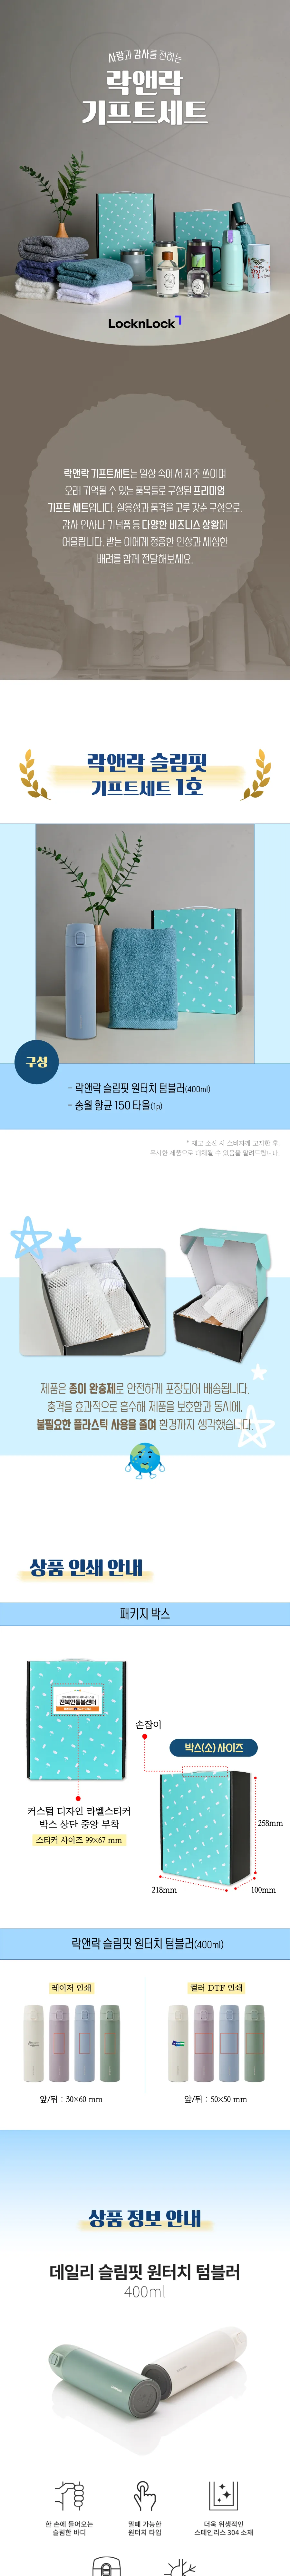 사랑과 감사를 전하는
락앤락
기프트세트
LocknLock
락앤락 기프트세트는 일상 속에서 자주 쓰이며
오래 기억될 수 있는 품목들로 구성된 프리미엄
기프트 세트입니다. 실용성과 품격을 고루 갖춘 구성으로,
감사 인사나 기념품 등 다양한 비즈니스 상황에
어울립니다. 받는 이에게 정중한 인상과 세심한
배려를 함께 전달해보세요.
락앤락 슬림핏
기프트세트 1호
구성
- 락앤락 슬림핏 원터치 텀블러(400ml)
- 송월 항균 150 타올(1p)
* 재고 소진 시 소비자께 고지한 후,
유사한 제품으로 대체될 수 있음을 알려드립니다.
제품은 종이 완충제로 안전하게 포장되어 배송됩니다.
충격을 효과적으로 흡수해 제품을 보호함과 동시에,
불필요한 플라스틱 사용을 줄여 환경까지 생각했습니다.
상품 인쇄 안내
패키지 박스
전북인틀봄센터
손잡이
박스(소) 사이즈
커스텀 디자인 라벨스티커
박스 상단 중앙 부착
스티커 사이즈 99×67 mm
258mm
218mm
100mm
락앤락 슬림핏 원터치 텀블러(400ml)
레이저 인쇄
컬러 DTF 인쇄
앞/뒤 : 30×60 mm
앞/뒤 : 50×50 mm
상품 정보 안내
데일리 슬림핏 원터치 텀블러
400ml
한 손에 들어오는
슬림한 바디
밀폐 가능한
원터치 타입
더욱 위생적인
스테인리스 304 소재